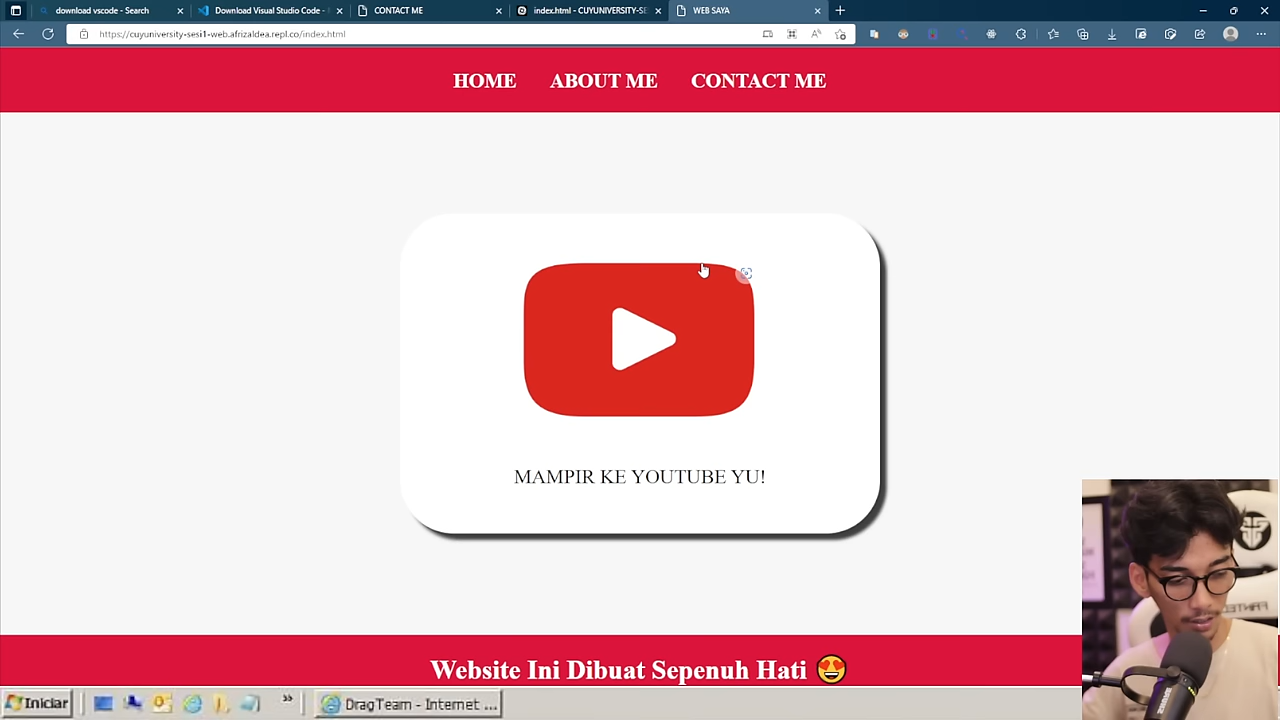 download vscode - Search
Download Visual Studio Code -
CONTACT ME
index.html - CUYUNIVERSITY-SE
WEB SAYA
https://cuyuniversity-sesi1-web.afrizaldea.repl.co/index.html
HOME ABOUT ME CONTACT ME
MAMPIR KE YOUTUBE YU!
Website Ini Dibuat Sepenuh Hati 😍
Iniciar
DragTeam - Internet ...